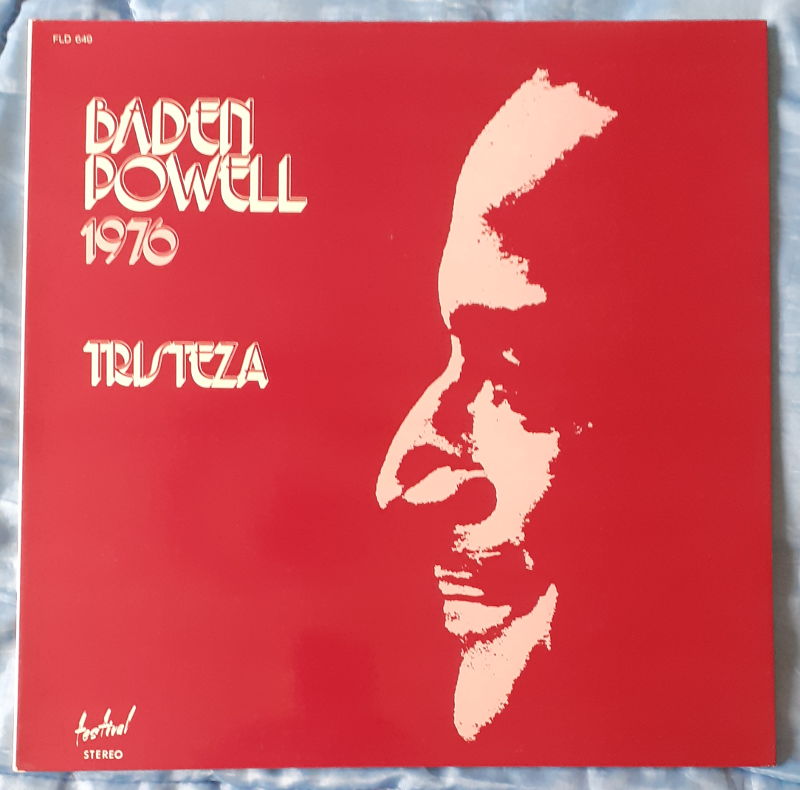 FLD 649
BADEN
POWELL
1976
TRISTEZA
festival
STEREO